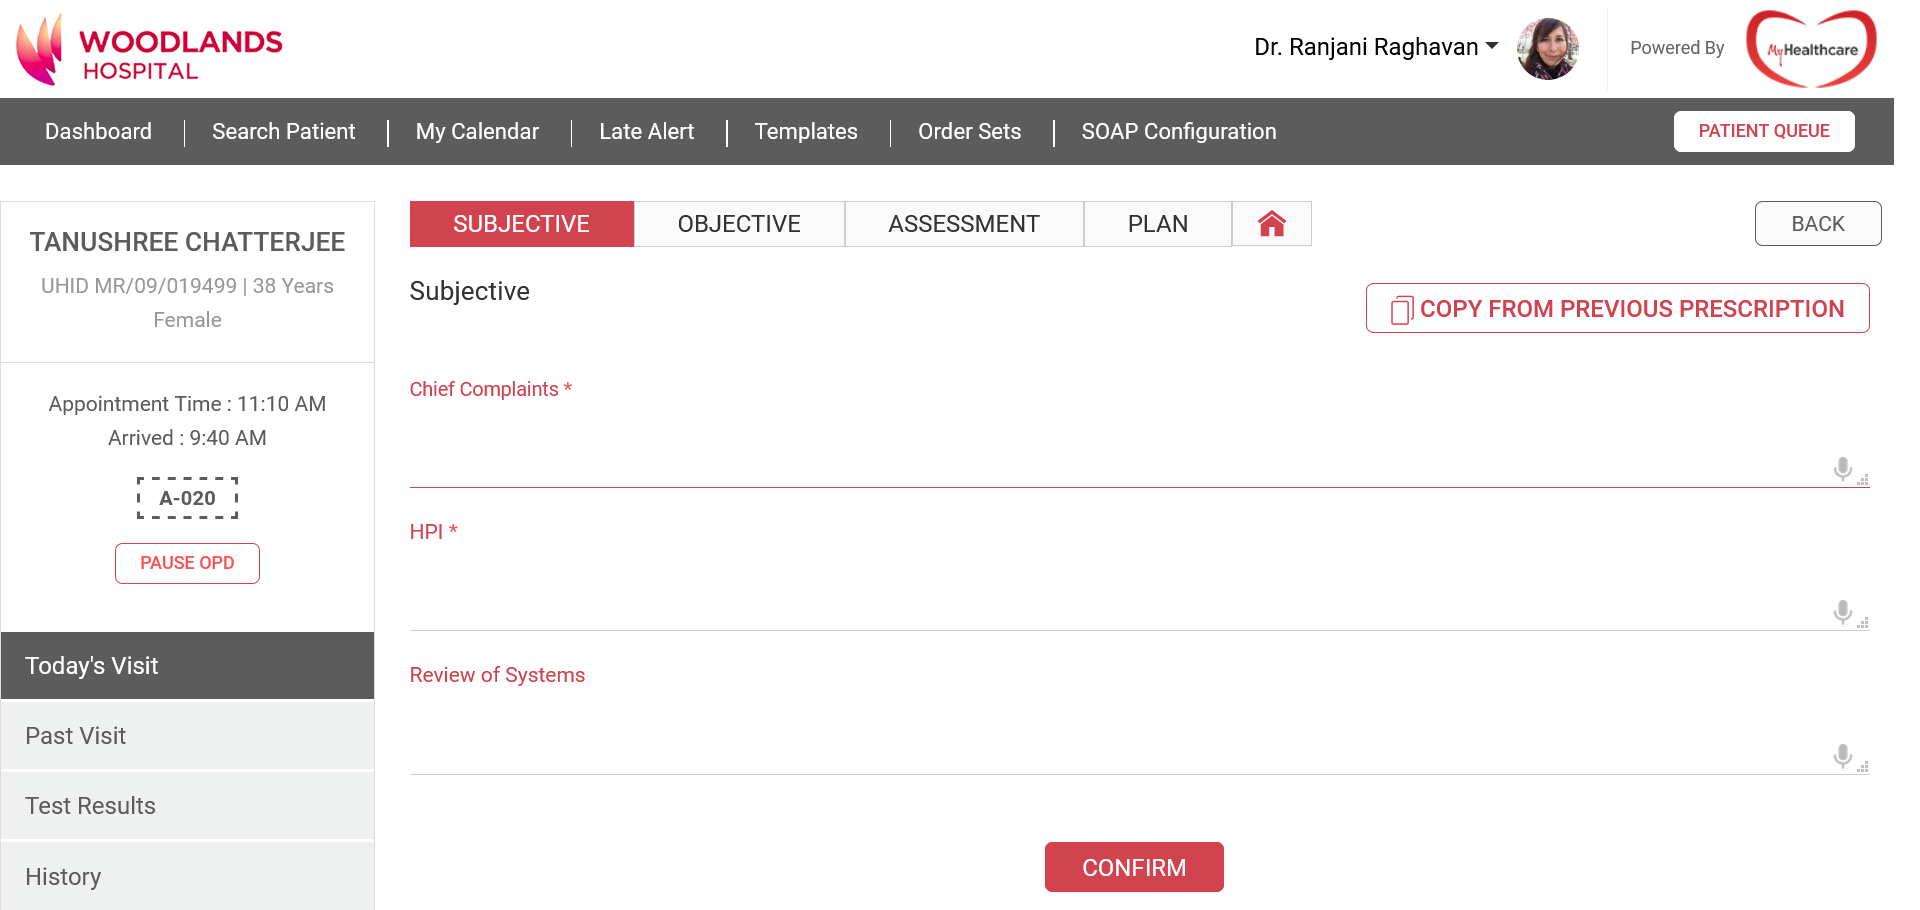 WOODLANDS
HOSPITAL
Dr. Ranjani Raghavan
Powered By
MyHealthcare
Dashboard
Search Patient
My Calendar
Late Alert
Templates
Order Sets
SOAP Configuration
PATIENT QUEUE
TANUSHREE CHATTERJEE
UHID MR/09/019499 | 38 Years
Female
Appointment Time : 11:10 AM
Arrived : 9:40 AM
A-020
PAUSE OPD
Today's Visit
Past Visit
Test Results
History
SUBJECTIVE
OBJECTIVE
ASSESSMENT
PLAN
BACK
Subjective
COPY FROM PREVIOUS PRESCRIPTION
Chief Complaints *
HPI *
Review of Systems
CONFIRM